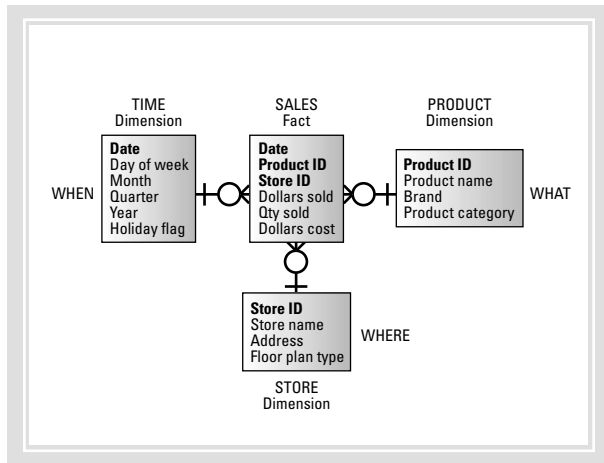 TIME
Dimension
Date
Day of week
Month
Quarter
Year
Holiday flag
WHEN
SALES
Fact
Date
Product ID
Store ID
Dollars sold
Qty sold
Dollars cost
PRODUCT
Dimension
Product ID
Product name
Brand
Product category
WHAT
Store ID
Store name
Address
Floor plan type
WHERE
STORE
Dimension